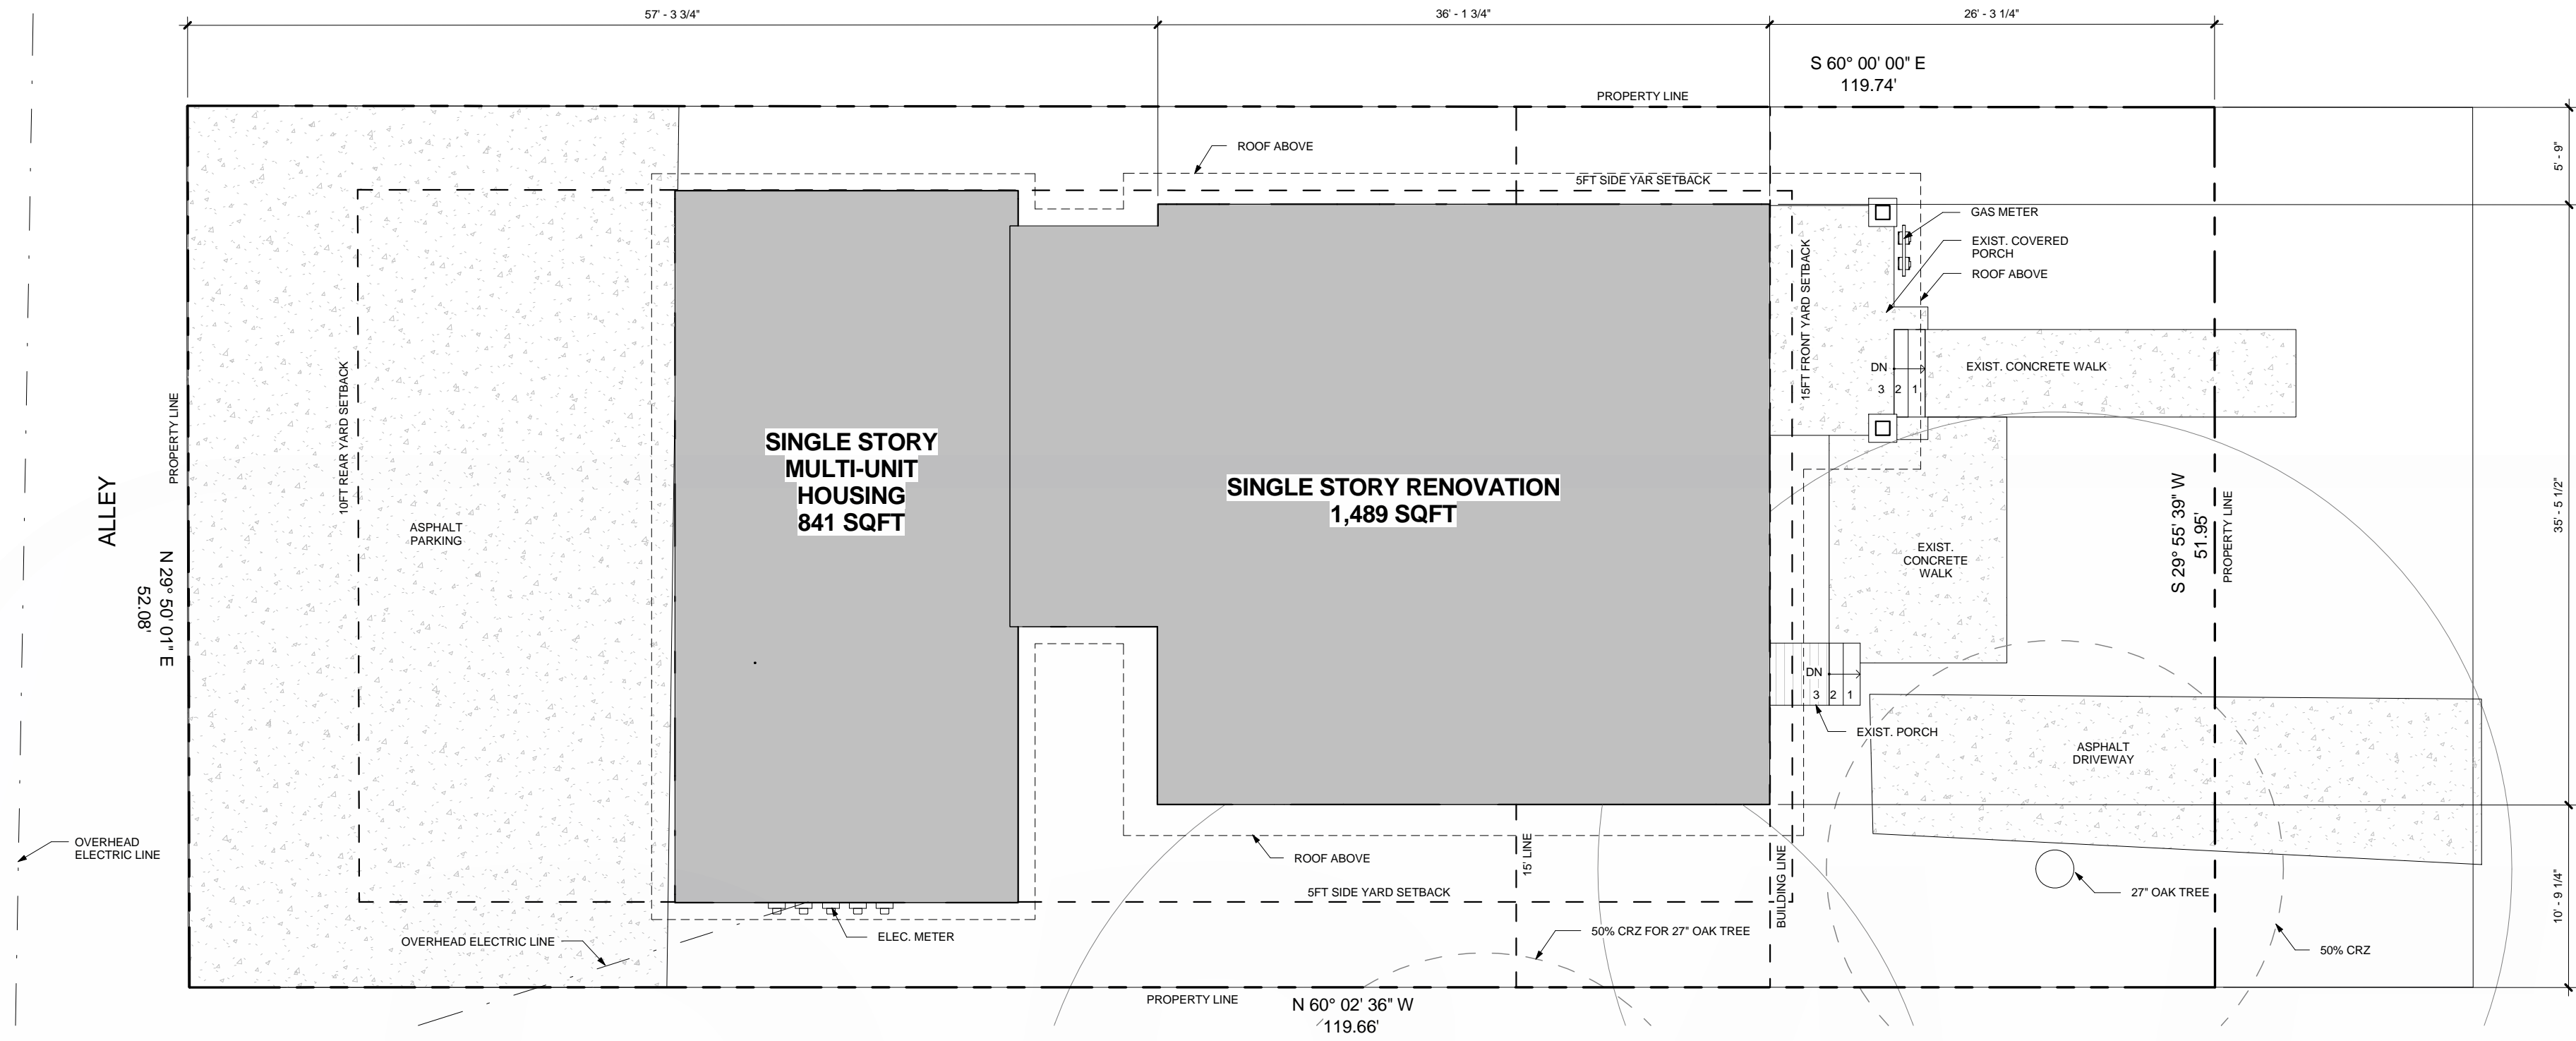 57' - 3 3/4"
36' - 1 3/4"
26' - 3 1/4"
S 60° 00' 00" E
119.74'
PROPERTY LINE
ROOF ABOVE
5FT SIDE YAR SETBACK
5' - 9"
GAS METER
EXIST. COVERED
PORCH
ROOF ABOVE
15FT FRONT YARD SETBACK
DN
3 2 1
EXIST. CONCRETE WALK
PROPERTY LINE
10FT REAR YARD SETBACK
ALLEY
N 29° 50' 01" E
52.08'
ASPHALT
PARKING
SINGLE STORY
MULTI-UNIT
HOUSING
841 SQFT
SINGLE STORY RENOVATION
1,489 SQFT
EXIST.
CONCRETE
WALK
S 29° 55' 39" W
51.95'
PROPERTY LINE
35' - 5 1/2"
DN
3 2 1
EXIST. PORCH
ASPHALT
DRIVEWAY
OVERHEAD
ELECTRIC LINE
ROOF ABOVE
15' LINE
BUILDING LINE
5FT SIDE YARD SETBACK
27" OAK TREE
10' - 9 1/4"
OVERHEAD ELECTRIC LINE
ELEC. METER
50% CRZ FOR 27" OAK TREE
50% CRZ
PROPERTY LINE
N 60° 02' 36" W
119.66'